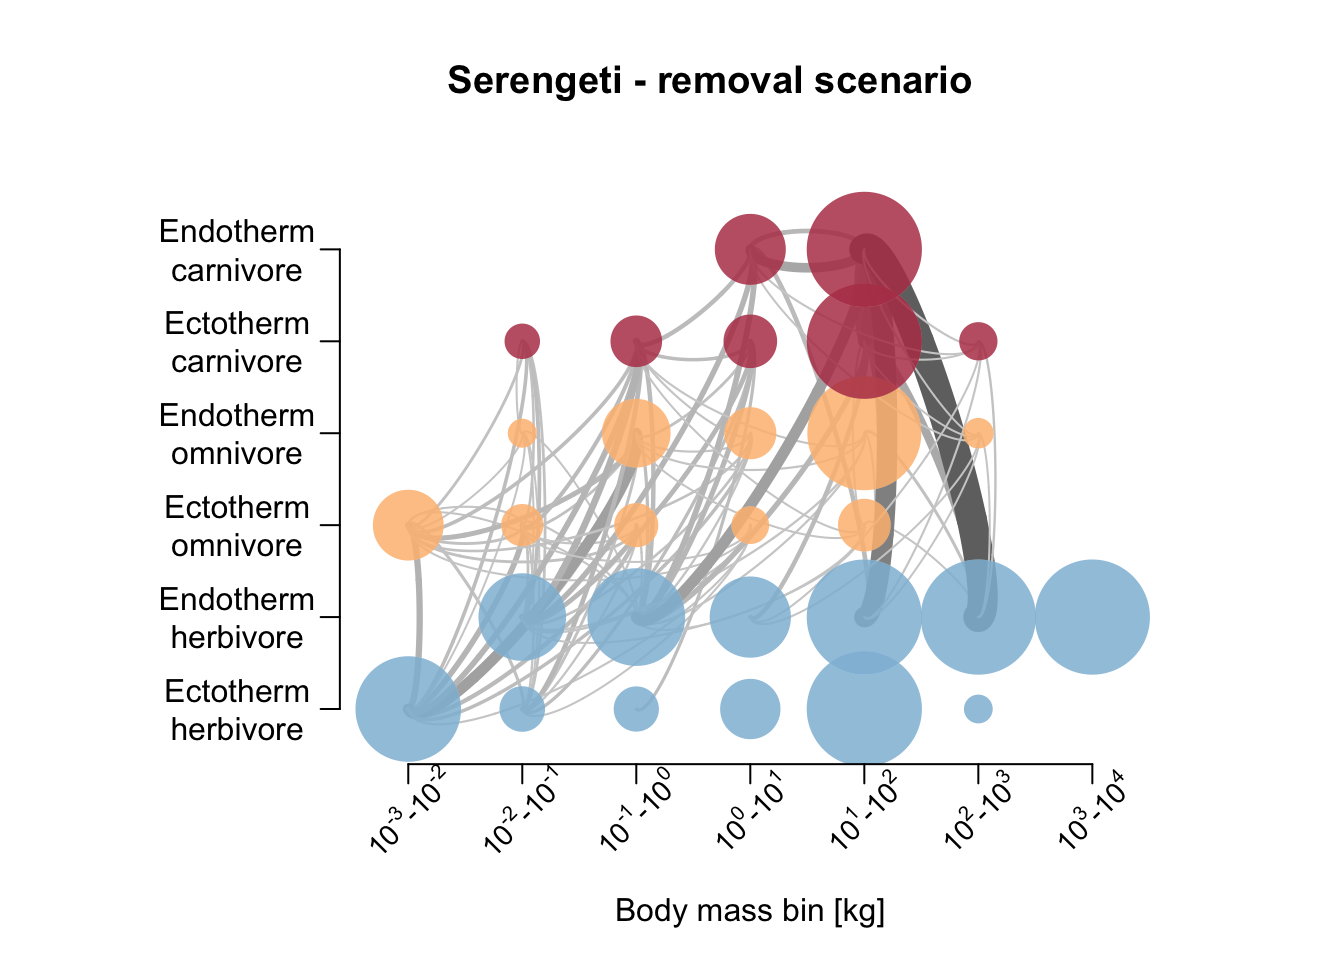 Serengeti - removal scenario
Endotherm
carnivore
Ectotherm
carnivore
Endotherm
omnivore
Ectotherm
omnivore
Endotherm
herbivore
Ectotherm
herbivore
10⁻³-10⁻²
10⁻²-10⁻¹
10⁻¹-10⁰
10⁰-10¹
10¹-10²
10²-10³
10³-10⁴
Body mass bin [kg]